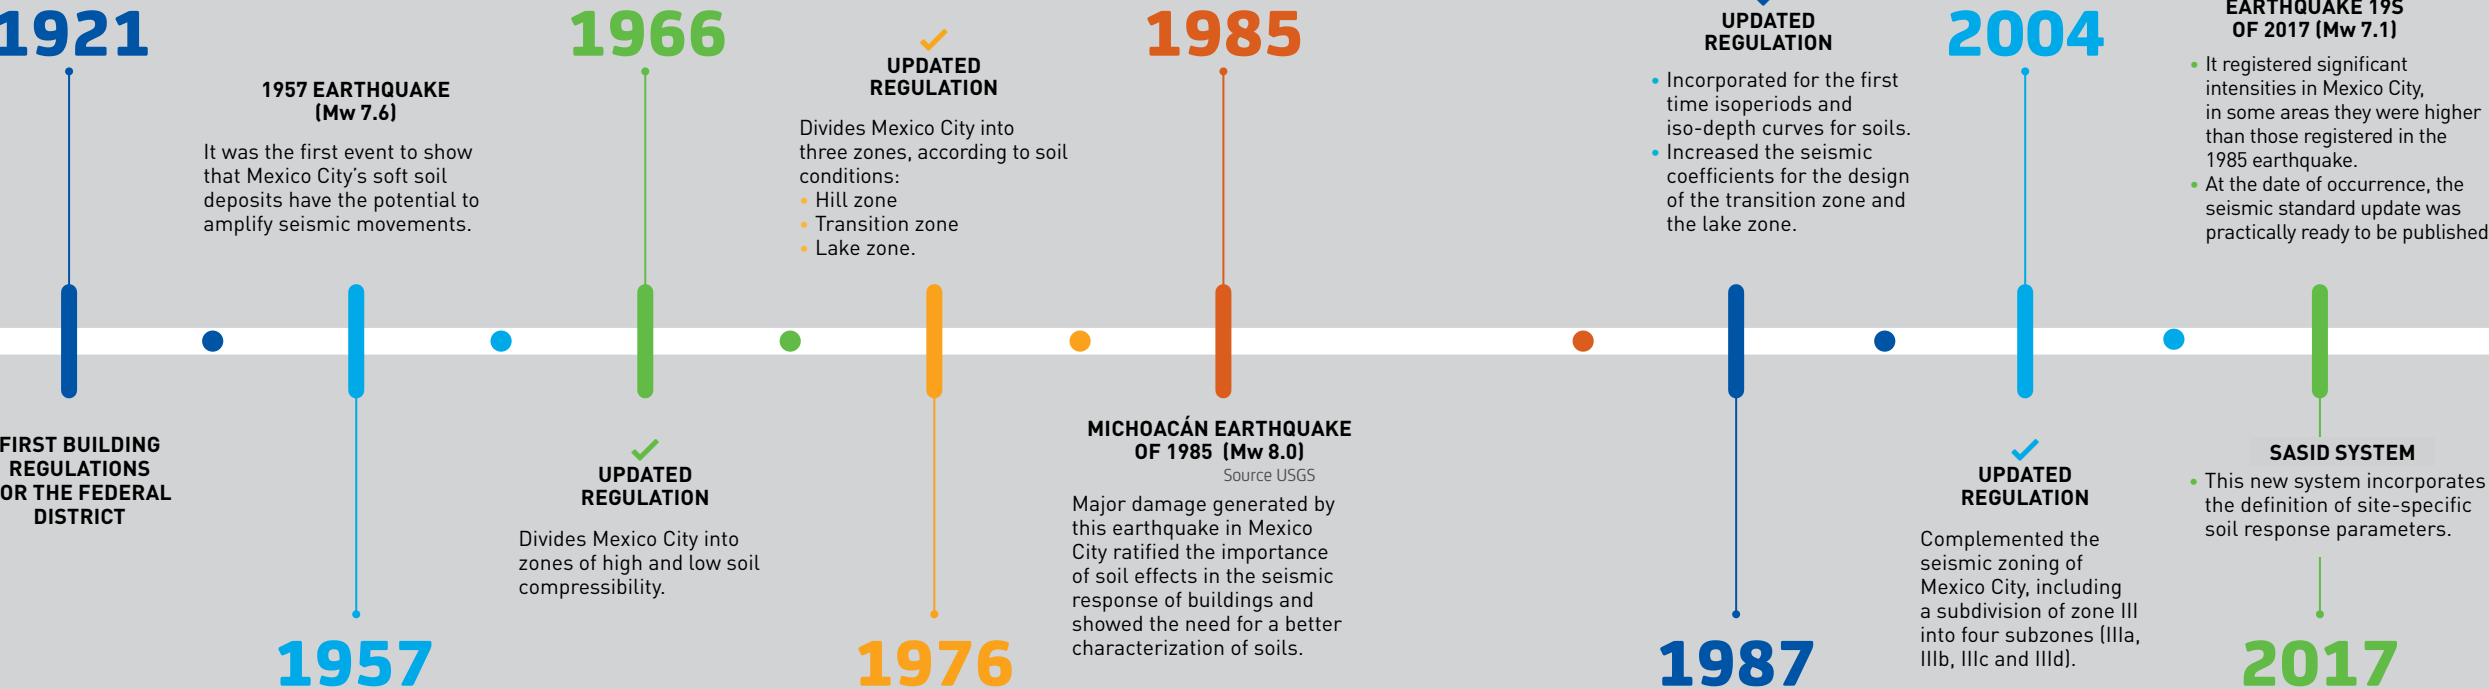 1921
FIRST BUILDING
REGULATIONS
OR THE FEDERAL
DISTRICT
1957 EARTHQUAKE
(Mw 7.6)
It was the first event to show
that Mexico City's soft soil
deposits have the potential to
amplify seismic movements.
1957
1966
UPDATED
REGULATION
Divides Mexico City into
zones of high and low soil
compressibility.
UPDATED
REGULATION
Divides Mexico City into
three zones, according to soil
conditions:
• Hill zone
• Transition zone
• Lake zone.
1976
1985
MICHOACÁN EARTHQUAKE
OF 1985 (Mw 8.0)
Source USGS
Major damage generated by
this earthquake in Mexico
City ratified the importance
of soil effects in the seismic
response of buildings and
showed the need for a better
characterization of soils.
UPDATED
REGULATION
• Incorporated for the first
time isoperiods and
iso-depth curves for soils.
• Increased the seismic
coefficients for the design
of the transition zone and
the lake zone.
1987
2004
UPDATED
REGULATION
Complemented the
seismic zoning of
Mexico City, including
a subdivision of zone III
into four subzones (IIIa,
IIIb, IIIc and IIId).
EARTHQUAKE 19S
OF 2017 (Mw 7.1)
• It registered significant
intensities in Mexico City,
in some areas they were higher
than those registered in the
1985 earthquake.
• At the date of occurrence, the
seismic standard update was
practically ready to be published
SASID SYSTEM
• This new system incorporates
the definition of site-specific
soil response parameters.
2017